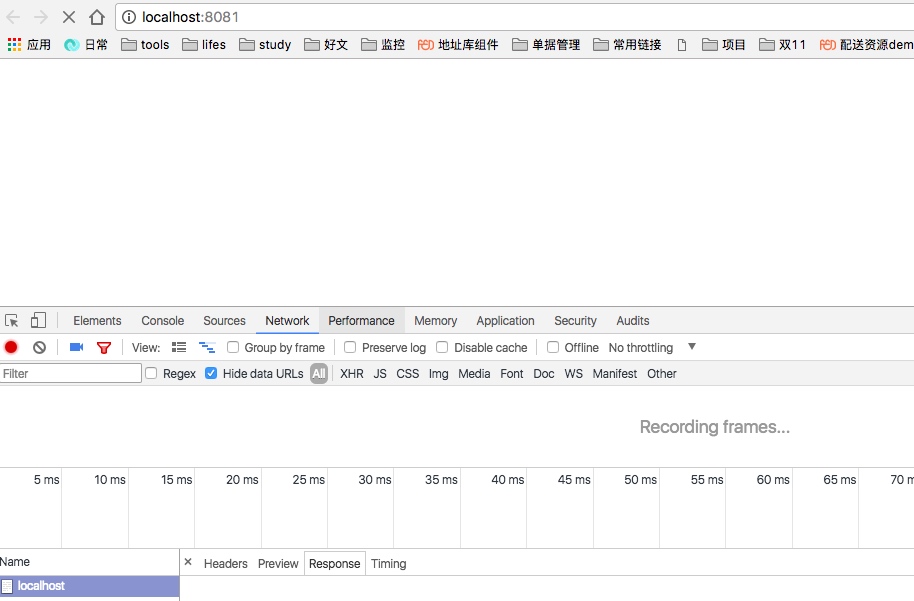 localhost:8081
应用 日常 tools lifes study 好文 监控 RED 地址库组件 单据管理 常用链接 项目 双11 RED 配送资源dem
Elements Console Sources Network Performance Memory Application Security Audits
View: Group by frame Preserve log Disable cache Offline No throttling
Filter Regex Hide data URLs All XHR JS CSS Img Media Font Doc WS Manifest Other
Recording frames...
5 ms 10 ms 15 ms 20 ms 25 ms 30 ms 35 ms 40 ms 45 ms 50 ms 55 ms 60 ms 65 ms 70 m
Name × Headers Preview Response Timing
localhost